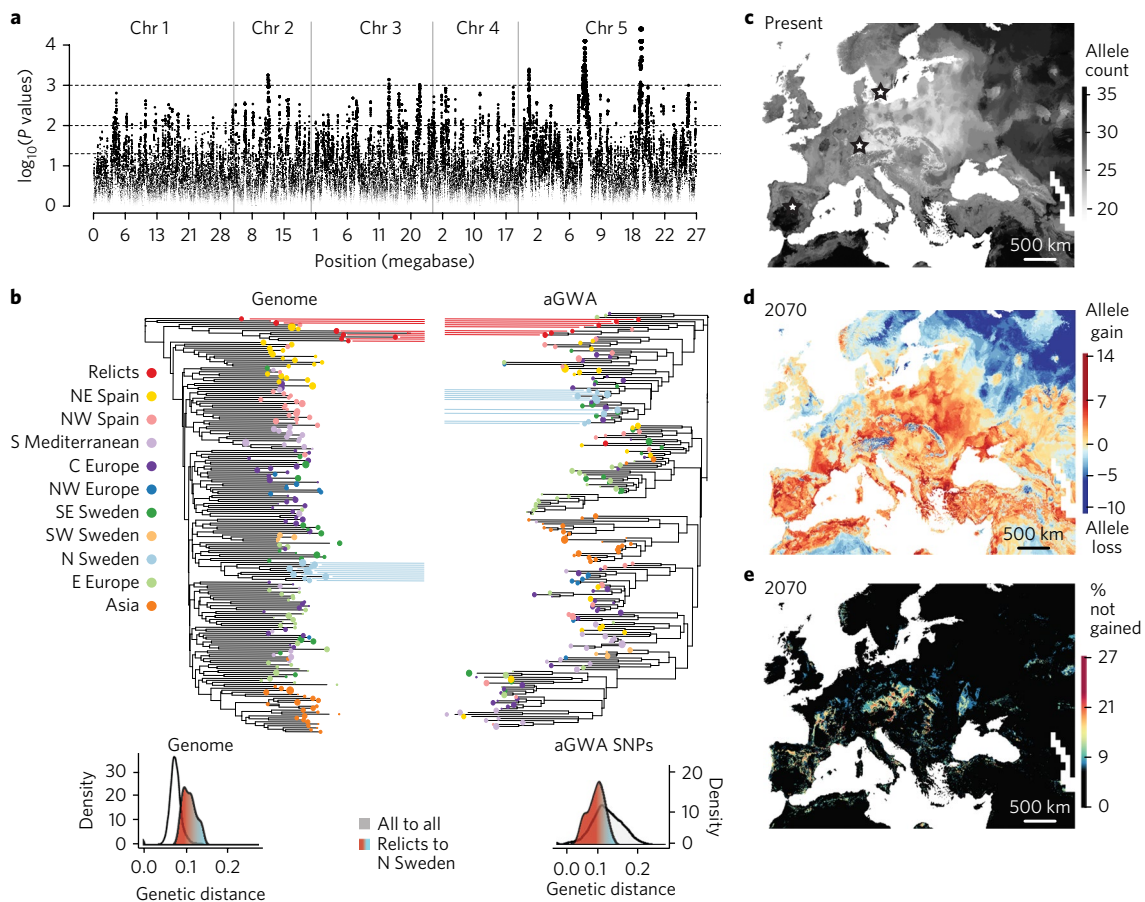 a
Chr 1
Chr 2
Chr 3
Chr 4
Chr 5
4
3
2
1
0
log10(P values)
0
6
13
21
28
8
15
1
11
20
2
17
2
6
9
18
22
27
Position (megabase)
b
Genome
aGWA
Relicts
NE Spain
NW Spain
S Mediterranean
C Europe
NW Europe
SE Sweden
SW Sweden
N Sweden
E Europe
Asia
Genome
30
20
10
0
Density
0.0
0.2
Genetic distance
All to all
Relicts to
N Sweden
aGWA SNPs
20
10
0
Density
0.0
0.1
0.2
Genetic distance
c
Present
Allele
count
35
30
25
20
500 km
d
2070
Allele
gain
14
7
0
−5
−10
Allele
loss
500 km
e
2070
%
not
gained
27
21
9
0
500 km